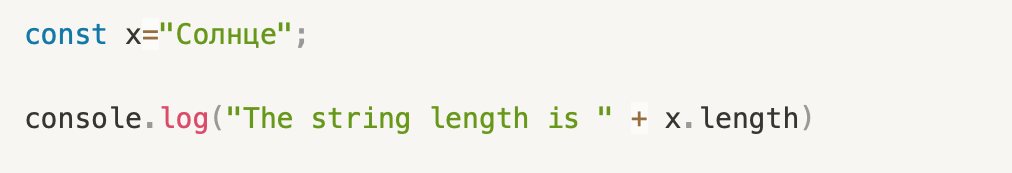 const x="Солнце";
console.log("The string length is " + x.length)